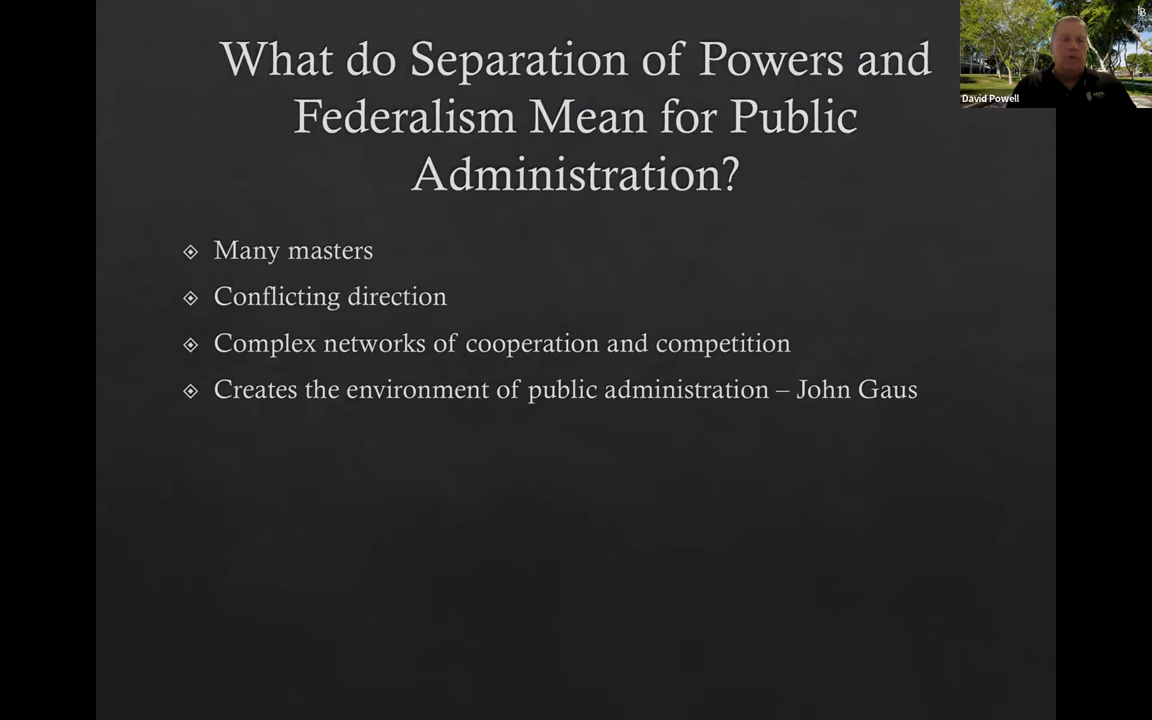 What do Separation of Powers and
Federalism Mean for Public
Administration?
Many masters
Conflicting direction
Complex networks of cooperation and competition
Creates the environment of public administration – John Gaus
David Powell